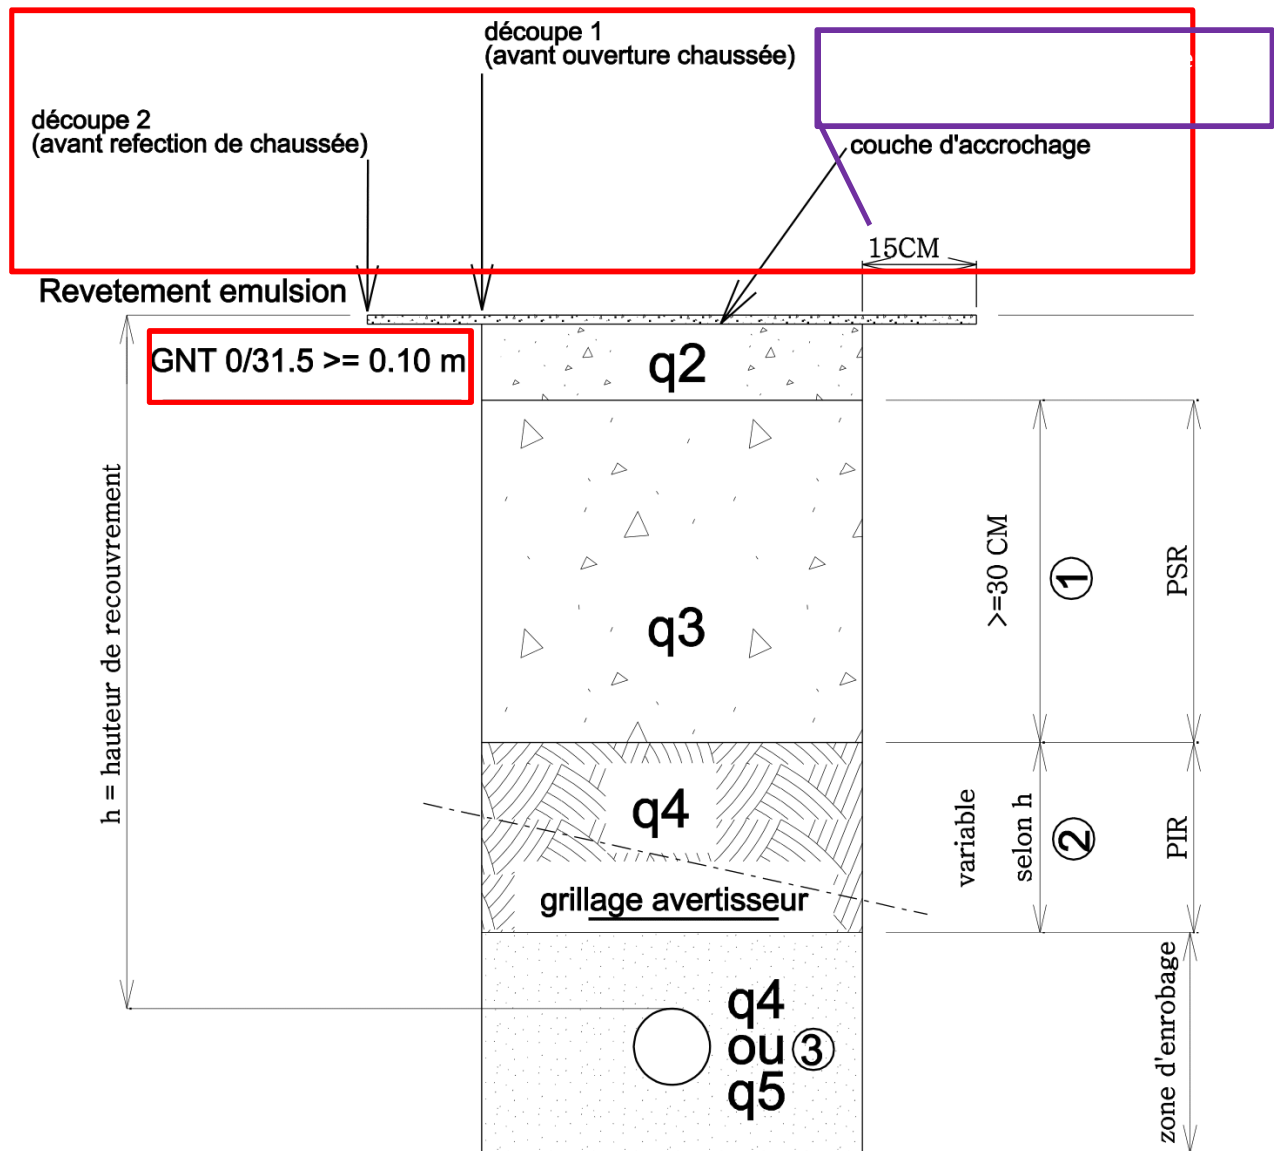 découpe 1
(avant ouverture chaussée)
découpe 2
(avant refection de chaussée)
couche d'accrochage
15CM
Revetement emulsion
GNT 0/31.5 >= 0.10 m
q2
h = hauteur de recouvrement
q3
>=30 CM
1
PSR
q4
variable
selon h
2
PIR
grillage avertisseur
q4
ou 3
q5
zone d'enrobage